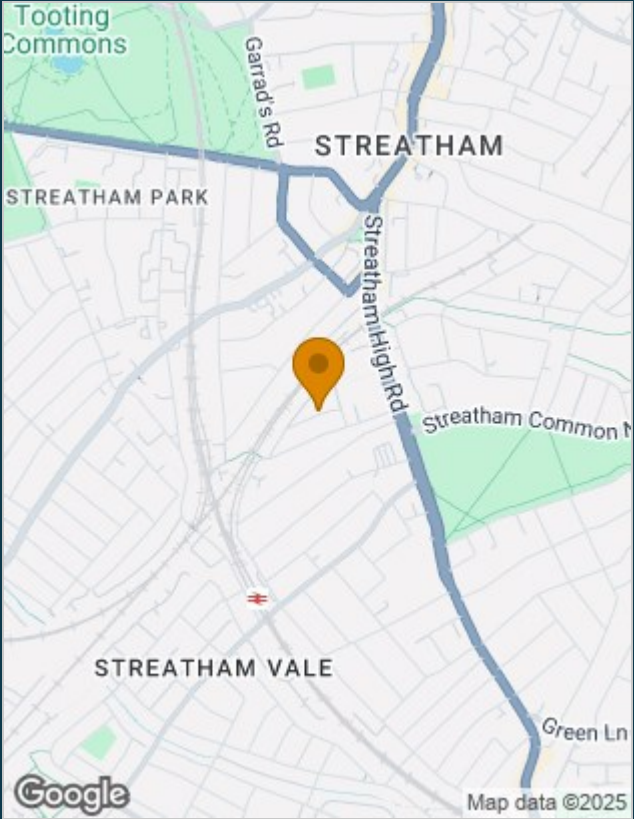 Tooting
Commons
Garrad's Rd
STREATHAM
STREATHAM PARK
Streatham High Rd
Streatham Common N
STREATHAM VALE
Green Ln
Google
Map data ©2025